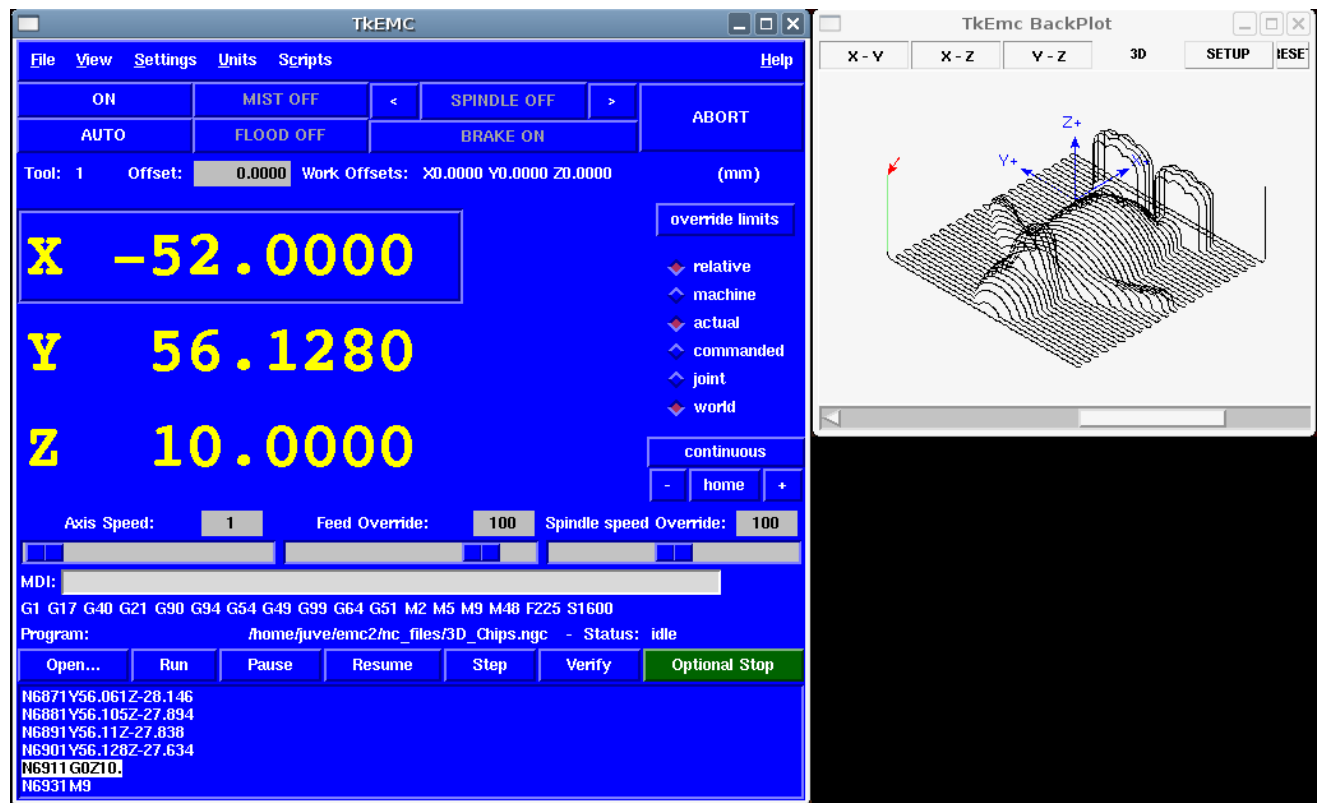 TkEMC
File View Settings Units Scripts Help
ON MIST OFF < SPINDLE OFF > ABORT
AUTO FLOOD OFF BRAKE ON
Tool: 1 Offset: 0.0000 Work Offsets: X0.0000 Y0.0000 Z0.0000 (mm)
override limits
X -52.0000
relative
machine
Y 56.1280
actual
commanded
joint
world
Z 10.0000
continuous
- home +
Axis Speed: 1 Feed Override: 100 Spindle speed Override: 100
MDI:
G1 G17 G40 G21 G90 G94 G54 G49 G99 G64 G51 M2 M5 M9 M48 F225 S1600
Program: /home/juve/emc2/nc_files/3D_Chips.ngc - Status: idle
Open... Run Pause Resume Step Verify Optional Stop
N6871Y56.061Z-28.146
N6881Y56.105Z-27.894
N6891Y56.11Z-27.838
N6901Y56.128Z-27.634
N6911G0Z10.
N6931M9
TkEmc BackPlot
X - Y X - Z Y - Z 3D SETUP
Z+
Y+ X+